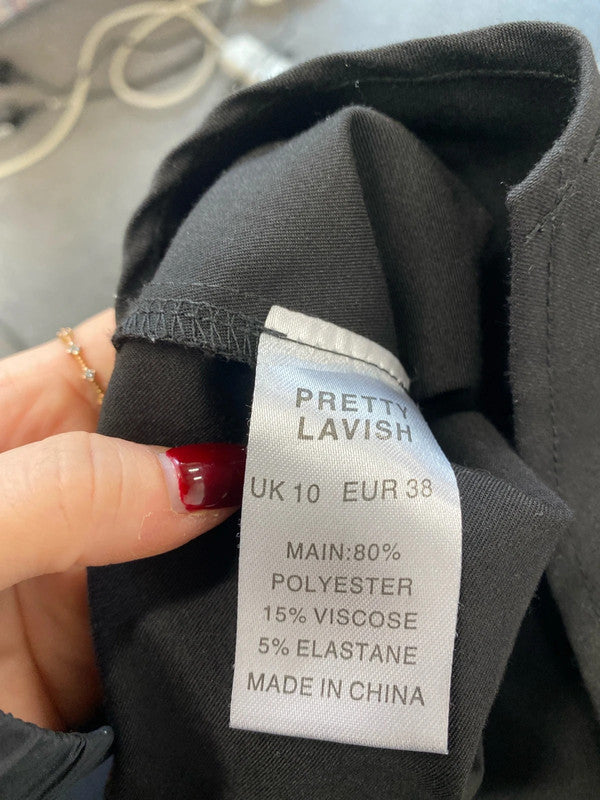 PRETTY
LAVISH
UK 10 EUR 38
MAIN:80%
POLYESTER
15% VISCOSE
5% ELASTANE
MADE IN CHINA